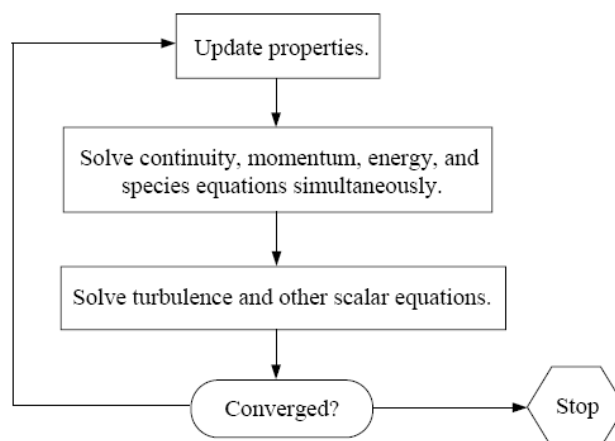 Update properties.
Solve continuity, momentum, energy, and
species equations simultaneously.
Solve turbulence and other scalar equations.
Converged?
Stop